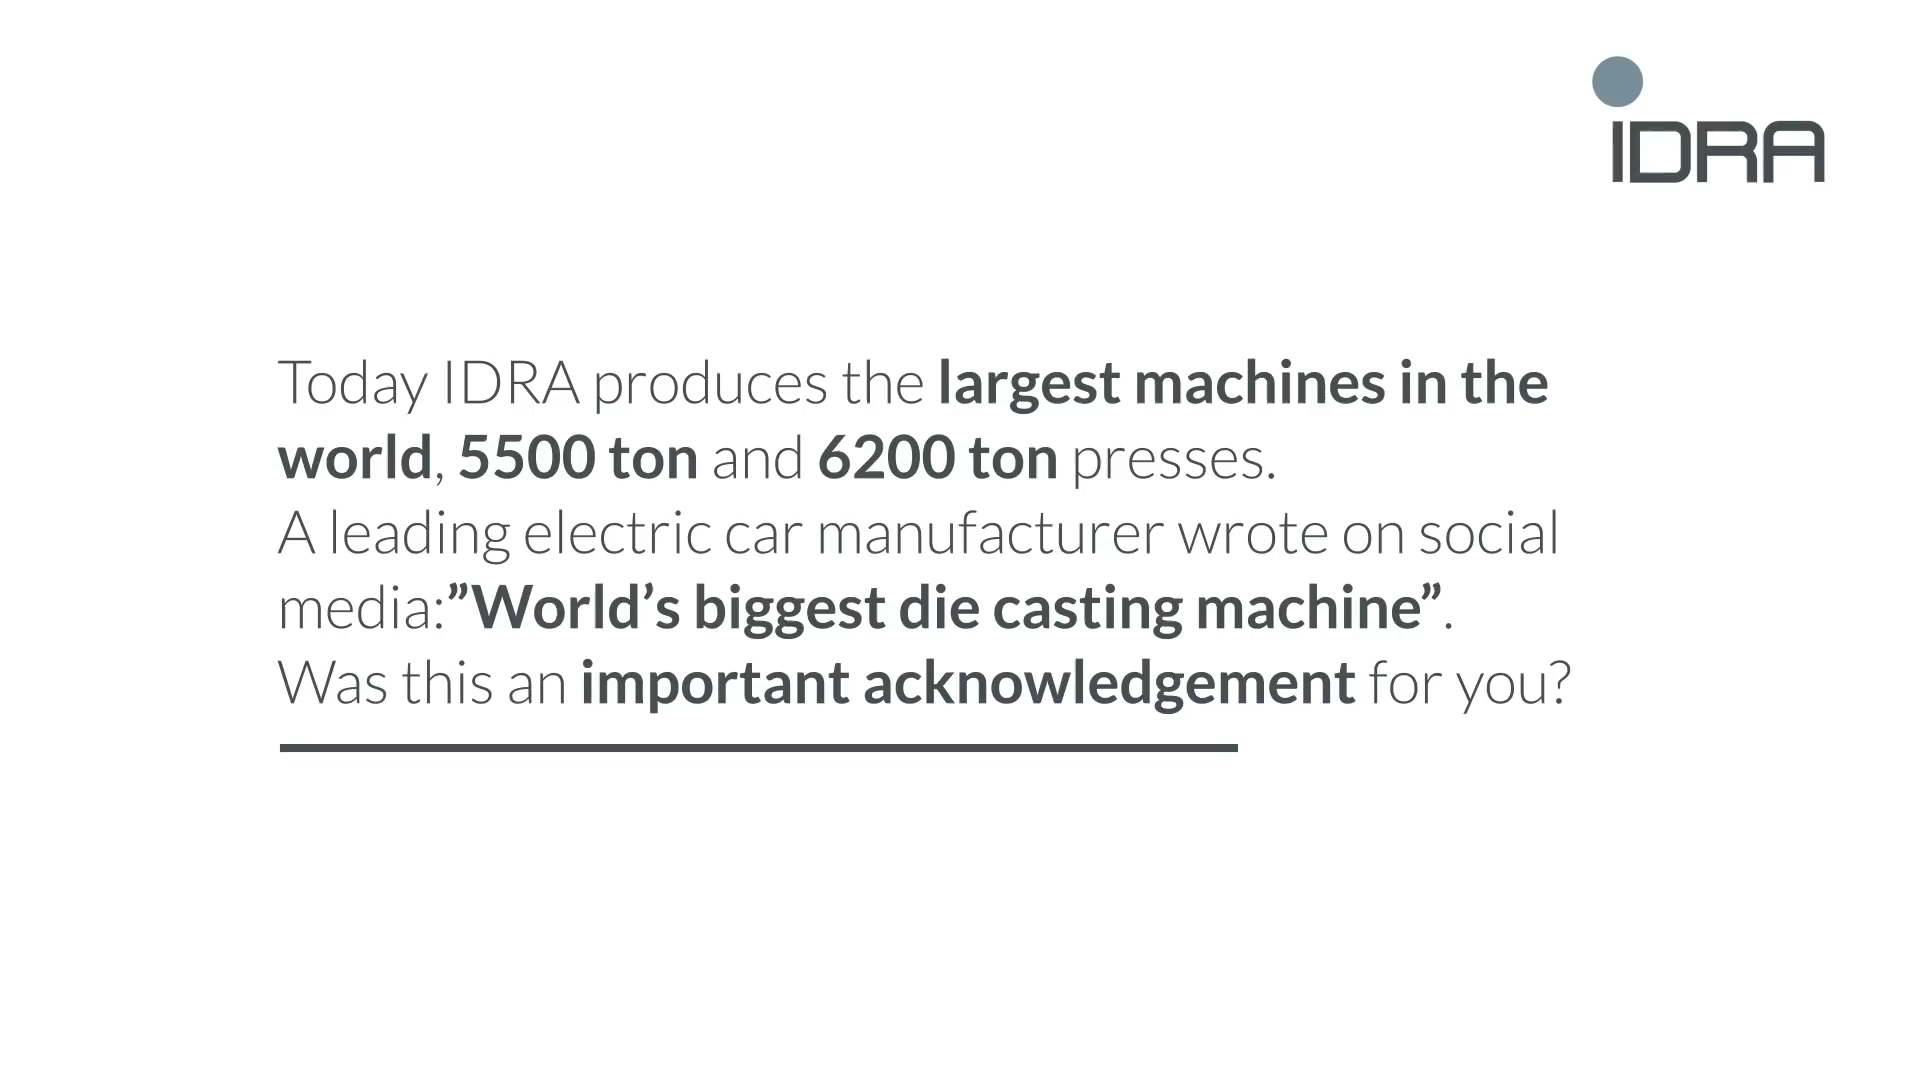 IDRA
Today IDRA produces the largest machines in the
world, 5500 ton and 6200 ton presses.
A leading electric car manufacturer wrote on social
media:”World’s biggest die casting machine”.
Was this an important acknowledgement for you?